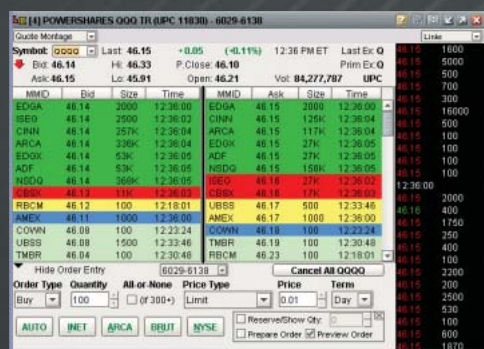 [4] POWERSHARES QQQ TR (UPC 11830) - 6029-6138
Quote Montage
Linke
Symbol: QQQQ Last 46.15 +0.05 (+0.11%) 12:36 PM ET Last Ex: Q
Bid: 46.14 Hi: 46.33 P.Close: 46.10 Prim Ex: Q
Ask: 46.15 Lo: 45.91 Open: 46.21 Vol: 84,277,787 UPC
MMID Bid Size Time MMID Ask Size Time
EDGA 46.14 2000 12:36:00 EDGA 46.15 2000 12:36:00
ISEG 46.14 2500 12:36:02 CINN 46.15 125K 12:36:04
CINN 46.14 257K 12:36:04 ARCA 46.15 117K 12:36:04
ARCA 46.14 336K 12:36:04 EDGX 46.15 27K 12:36:05
EDGX 46.14 53K 12:36:05 ADF 46.15 27K 12:36:05
ADF 46.14 53K 12:36:05 NSDQ 46.15 12:36:05
NSDQ 46.14 12:36:05 ISEG 46.16 27K 12:36:02
CBSX 46.13 11K 12:36:03 CBSX 46.16 17K 12:36:03
RBCM 46.12 100 12:18:01 UBSS 46.17 500 12:33:46
AMEX 46.11 1000 12:36:00 AMEX 46.17 1000 12:36:00
COWN 46.09 100 12:23:24 COWN 46.18 100 12:23:24
UBSS 46.08 1500 12:33:46 TMBR 46.19 100 12:30:48
TMBR 46.04 100 12:30:48 RBCM 46.23 100 12:18:01
Hide Order Entry 6029-6138 Cancel All QQQQ
Order Type Quantity All-or-None Price Type Price Term
Buy 100 (if 300+) Limit 0.01 Day
AUTO INET ARCA BRUT NYSE
Reserve/Show Qty: 0
Prepare Order Preview Order
46.15 1600
46.15 5000
46.15 500
46.15 700
46.15 300
46.15 16000
46.15 500
46.15 100
46.15 100
46.15 100
46.15 100
12:36:00
46.15 2000
46.16 400
46.15 1750
46.15 250
46.15 400
46.15 100
46.15 2200
46.15 200
46.15 2500
46.15 530
46.15 100
46.15 600
46.15 1870